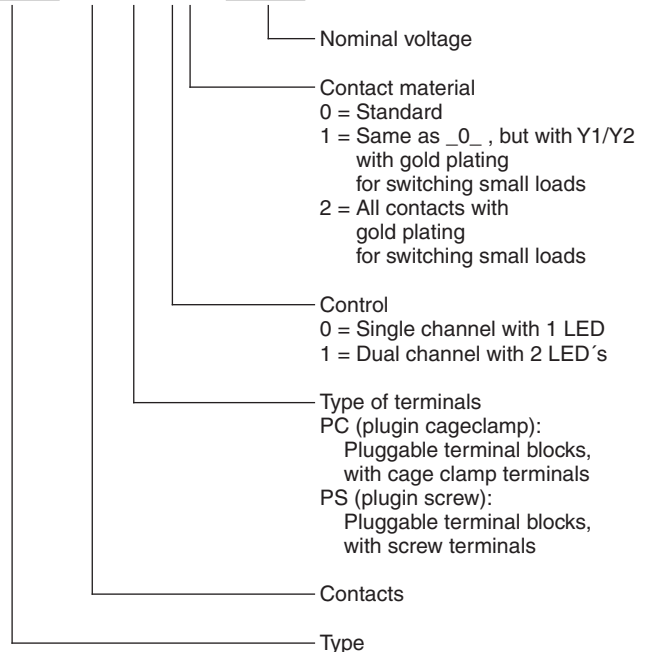 Nominal voltage
Contact material
0 = Standard
1 = Same as _0_ , but with Y1/Y2
with gold plating
for switching small loads
2 = All contacts with
gold plating
for switching small loads
Control
0 = Single channel with 1 LED
1 = Dual channel with 2 LED´s
Type of terminals
PC (plugin cageclamp):
Pluggable terminal blocks,
with cage clamp terminals
PS (plugin screw):
Pluggable terminal blocks,
with screw terminals
Contacts
Type